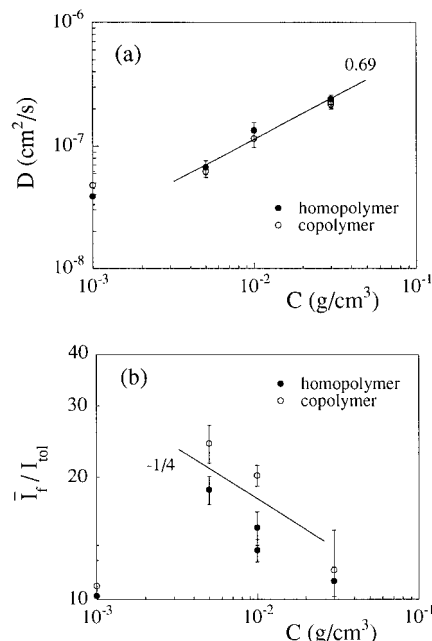 10⁻⁶
(a)
0.69
D (cm²/s)
10⁻⁷
● homopolymer
○ copolymer
10⁻⁸
10⁻³
10⁻²
10⁻¹
C (g/cm³)
40
(b)
● homopolymer
○ copolymer
30
-1/4
Ī_f / I_tol
20
10
10⁻³
10⁻²
10⁻¹
C (g/cm³)